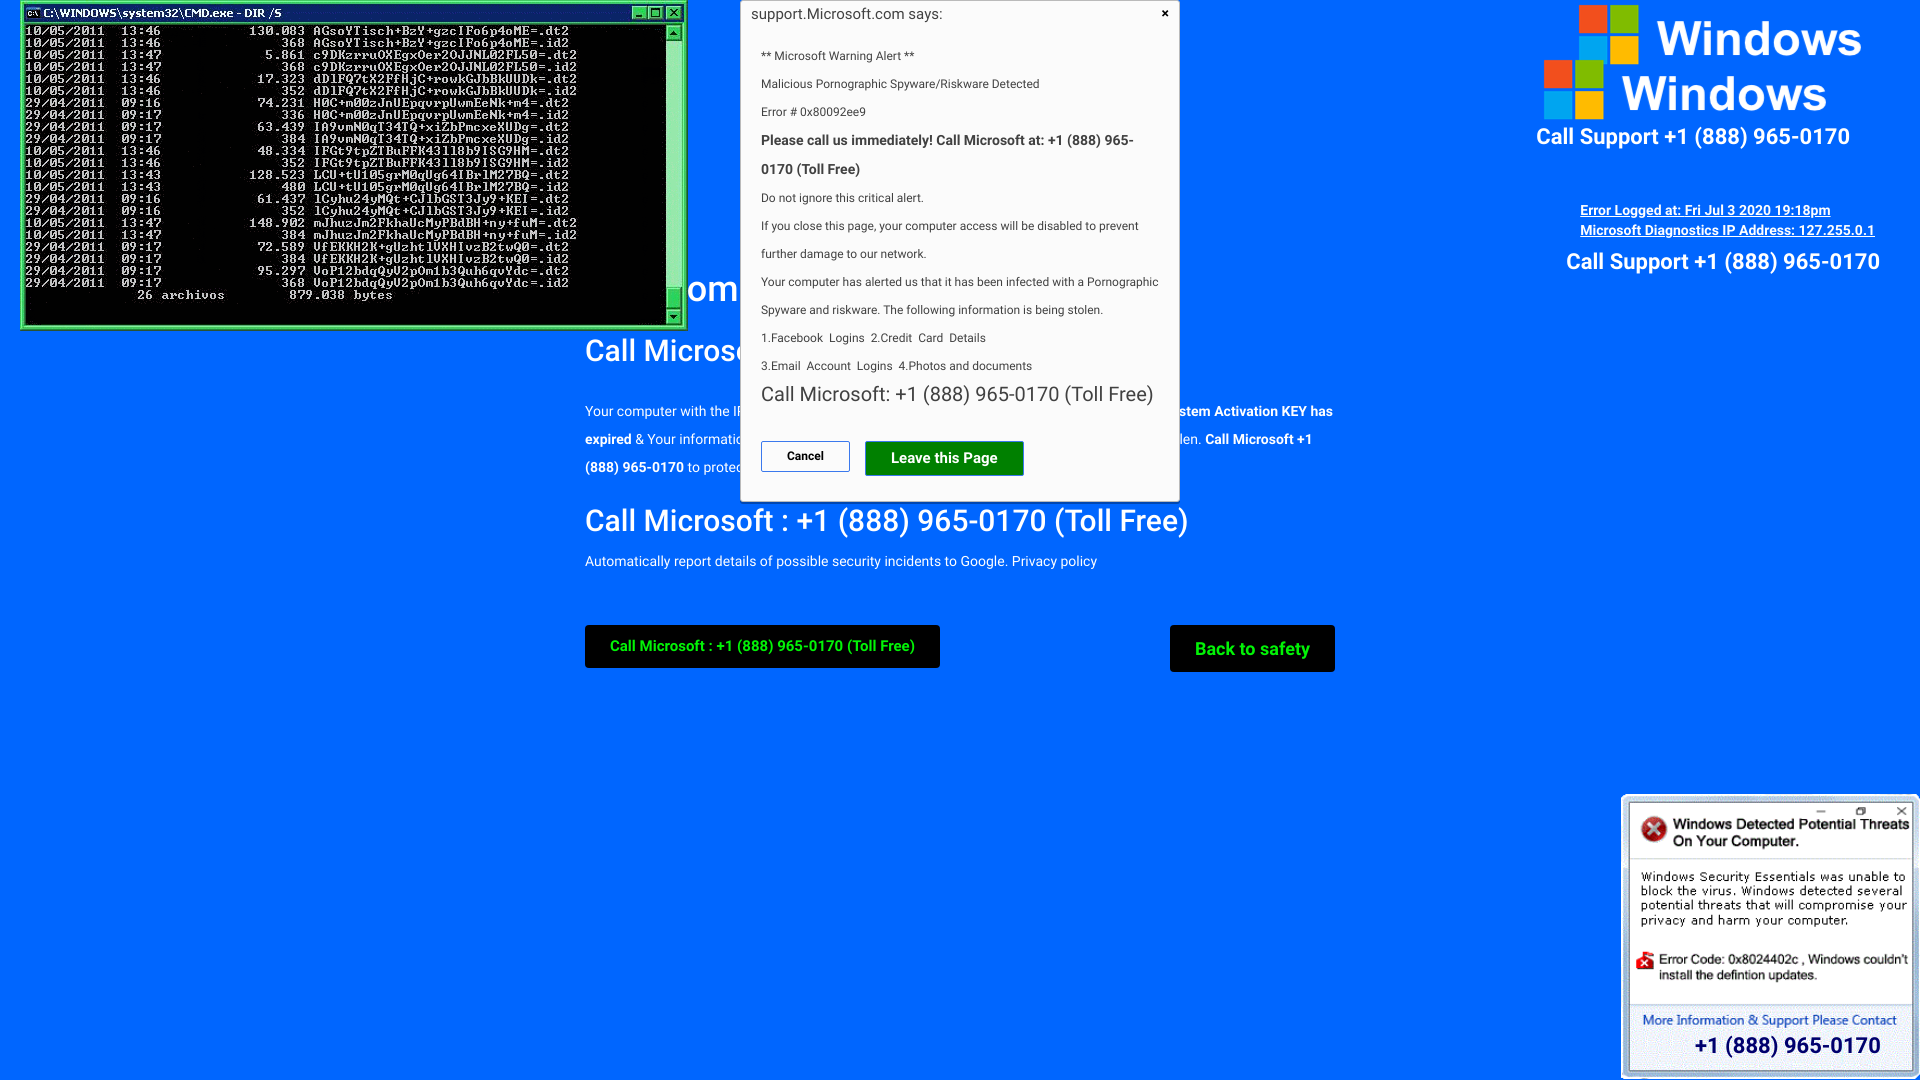 C:\WINDOWS\system32\CMD.exe - DIR /S
10/05/2011 13:46 130.083 AGsoYTisch+BzY+gzcIFo6p4oME=.dt2
10/05/2011 13:46 368 AGsoYTisch+BzY+gzcIFo6p4oME=.id2
10/05/2011 13:47 5.861 c9DKzrruOXEgxOer2OJJNL02FL50=.dt2
10/05/2011 13:47 368 c9DKzrruOXEgxOer2OJJNL02FL50=.id2
10/05/2011 13:46 17.323 dDlFQ7tX2FfHjC+rowkGJbBkUUDk=.dt2
10/05/2011 13:46 352 dDlFQ7tX2FfHjC+rowkGJbBkUUDk=.id2
29/04/2011 09:16 74.231 H0C+m00zJnUEpqvrpUwmEeNk+m4=.dt2
29/04/2011 09:17 336 H0C+m00zJnUEpqvrpUwmEeNk+m4=.id2
29/04/2011 09:17 63.439 IA9vmN0qT34TQ+xiZbPmcxeXUDg=.dt2
29/04/2011 09:17 384 IA9vmN0qT34TQ+xiZbPmcxeXUDg=.id2
10/05/2011 13:46 48.334 IFGt9tpZTBuFFK43ll8b9ISG9HM=.dt2
10/05/2011 13:46 352 IFGt9tpZTBuFFK43ll8b9ISG9HM=.id2
10/05/2011 13:43 128.523 LCU+tU105grM0qUg64IBrlM27BQ=.dt2
10/05/2011 13:43 480 LCU+tU105grM0qUg64IBrlM27BQ=.id2
29/04/2011 09:16 61.437 lCyhu24yMQt+CJlbGST3Jy9+KEI=.dt2
29/04/2011 09:16 352 lCyhu24yMQt+CJlbGST3Jy9+KEI=.id2
10/05/2011 13:47 148.902 mJhuzJm2FkhaUcMyPBdBH+ny+fuM=.dt2
10/05/2011 13:47 384 mJhuzJm2FkhaUcMyPBdBH+ny+fuM=.id2
29/04/2011 09:17 72.589 VfEKKH2K+gUzhtlVXHIvzB2twQ0=.dt2
29/04/2011 09:17 384 VfEKKH2K+gUzhtlVXHIvzB2twQ0=.id2
29/04/2011 09:17 95.297 VoP12bdqQyV2pOm1b3Quh6qvYdc=.dt2
29/04/2011 09:17 368 VoP12bdqQyV2pOm1b3Quh6qvYdc=.id2
26 archivos 879.038 bytes
support.Microsoft.com says:
** Microsoft Warning Alert **
Malicious Pornographic Spyware/Riskware Detected
Error # 0x80092ee9
Please call us immediately! Call Microsoft at: +1 (888) 965-
0170 (Toll Free)
Do not ignore this critical alert.
If you close this page, your computer access will be disabled to prevent
further damage to our network.
Your computer has alerted us that it has been infected with a Pornographic
Spyware and riskware. The following information is being stolen.
1.Facebook Logins 2.Credit Card Details
3.Email Account Logins 4.Photos and documents
Call Microsoft: +1 (888) 965-0170 (Toll Free)
Cancel
Leave this Page
Windows
Windows
Call Support +1 (888) 965-0170
Error Logged at: Fri Jul 3 2020 19:18pm
Microsoft Diagnostics IP Address: 127.255.0.1
Call Support +1 (888) 965-0170
om
Call Micros
Your computer with the I stem Activation KEY has
expired & Your informatio len. Call Microsoft +1
(888) 965-0170 to protec
Call Microsoft : +1 (888) 965-0170 (Toll Free)
Automatically report details of possible security incidents to Google. Privacy policy
Call Microsoft : +1 (888) 965-0170 (Toll Free)
Back to safety
Windows Detected Potential Threats
On Your Computer.
Windows Security Essentials was unable to
block the virus. Windows detected several
potential threats that will compromise your
privacy and harm your computer.
Error Code: 0x8024402c , Windows couldn't
install the defintion updates.
More Information & Support Please Contact
+1 (888) 965-0170